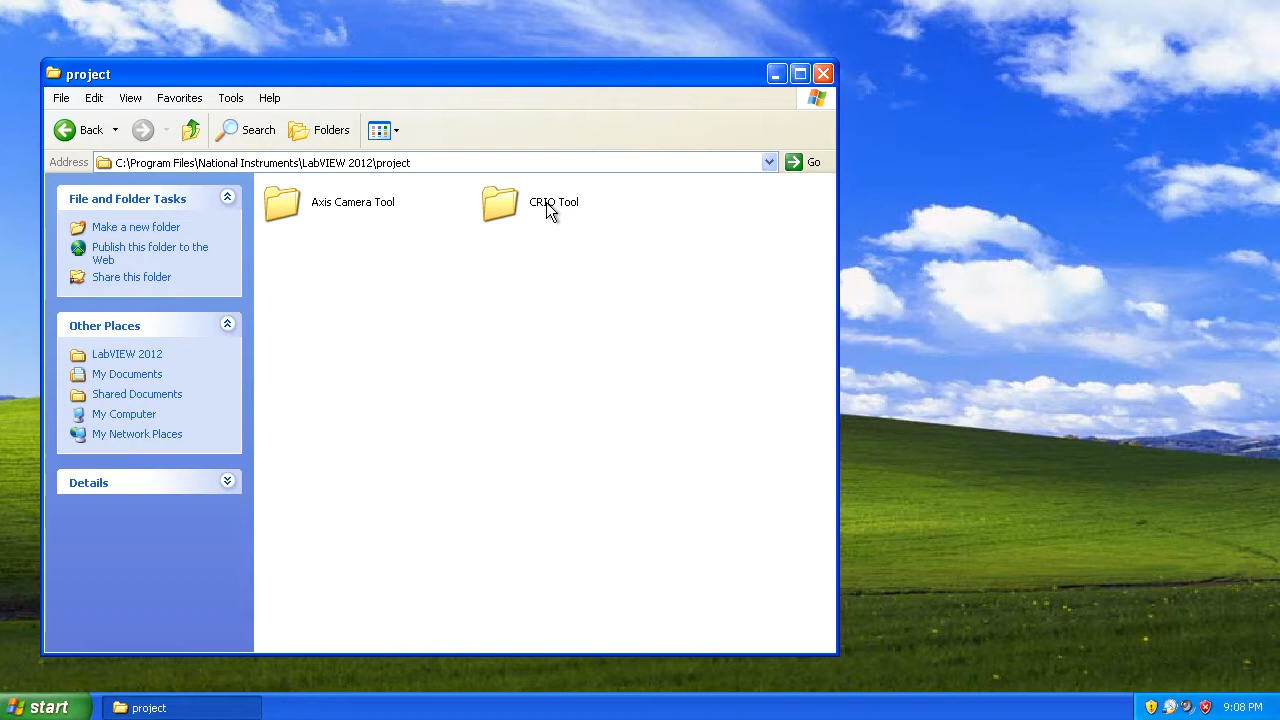 project
File Edit View Favorites Tools Help
Back Search Folders
Address C:\Program Files\National Instruments\LabVIEW 2012\project Go
File and Folder Tasks
Make a new folder
Publish this folder to the
Web
Share this folder
Other Places
LabVIEW 2012
My Documents
Shared Documents
My Computer
My Network Places
Details
Axis Camera Tool CRIO Tool
start project 9:08 PM